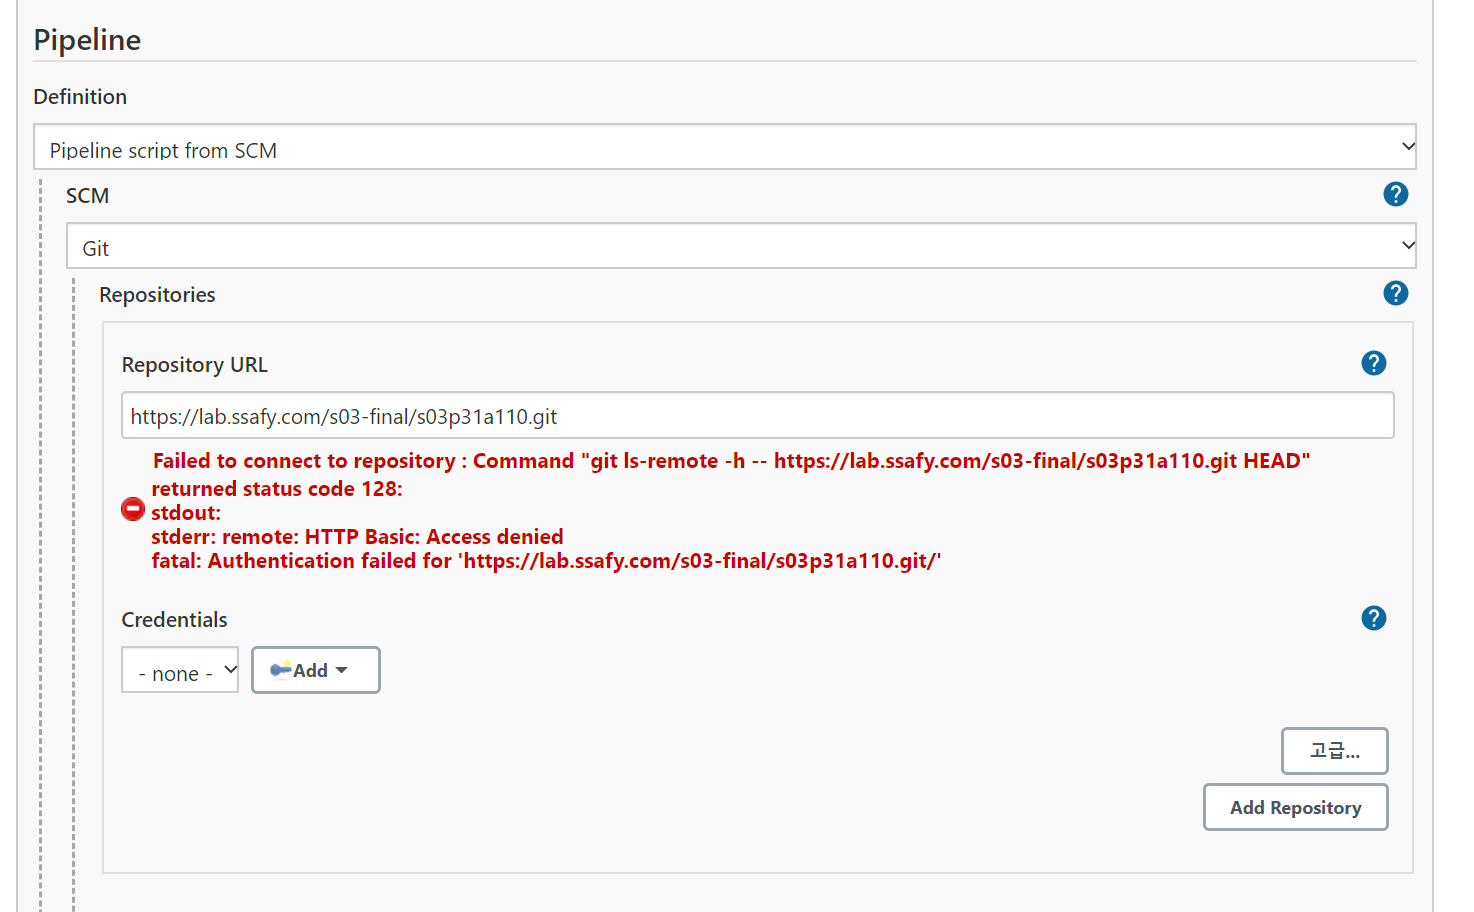 Pipeline
Definition
Pipeline script from SCM
SCM
?
Git
Repositories
?
Repository URL
?
https://lab.ssafy.com/s03-final/s03p31a110.git
Failed to connect to repository : Command "git ls-remote -h -- https://lab.ssafy.com/s03-final/s03p31a110.git HEAD"
returned status code 128:
stdout:
stderr: remote: HTTP Basic: Access denied
fatal: Authentication failed for 'https://lab.ssafy.com/s03-final/s03p31a110.git/'
Credentials
?
- none -
Add
고급...
Add Repository